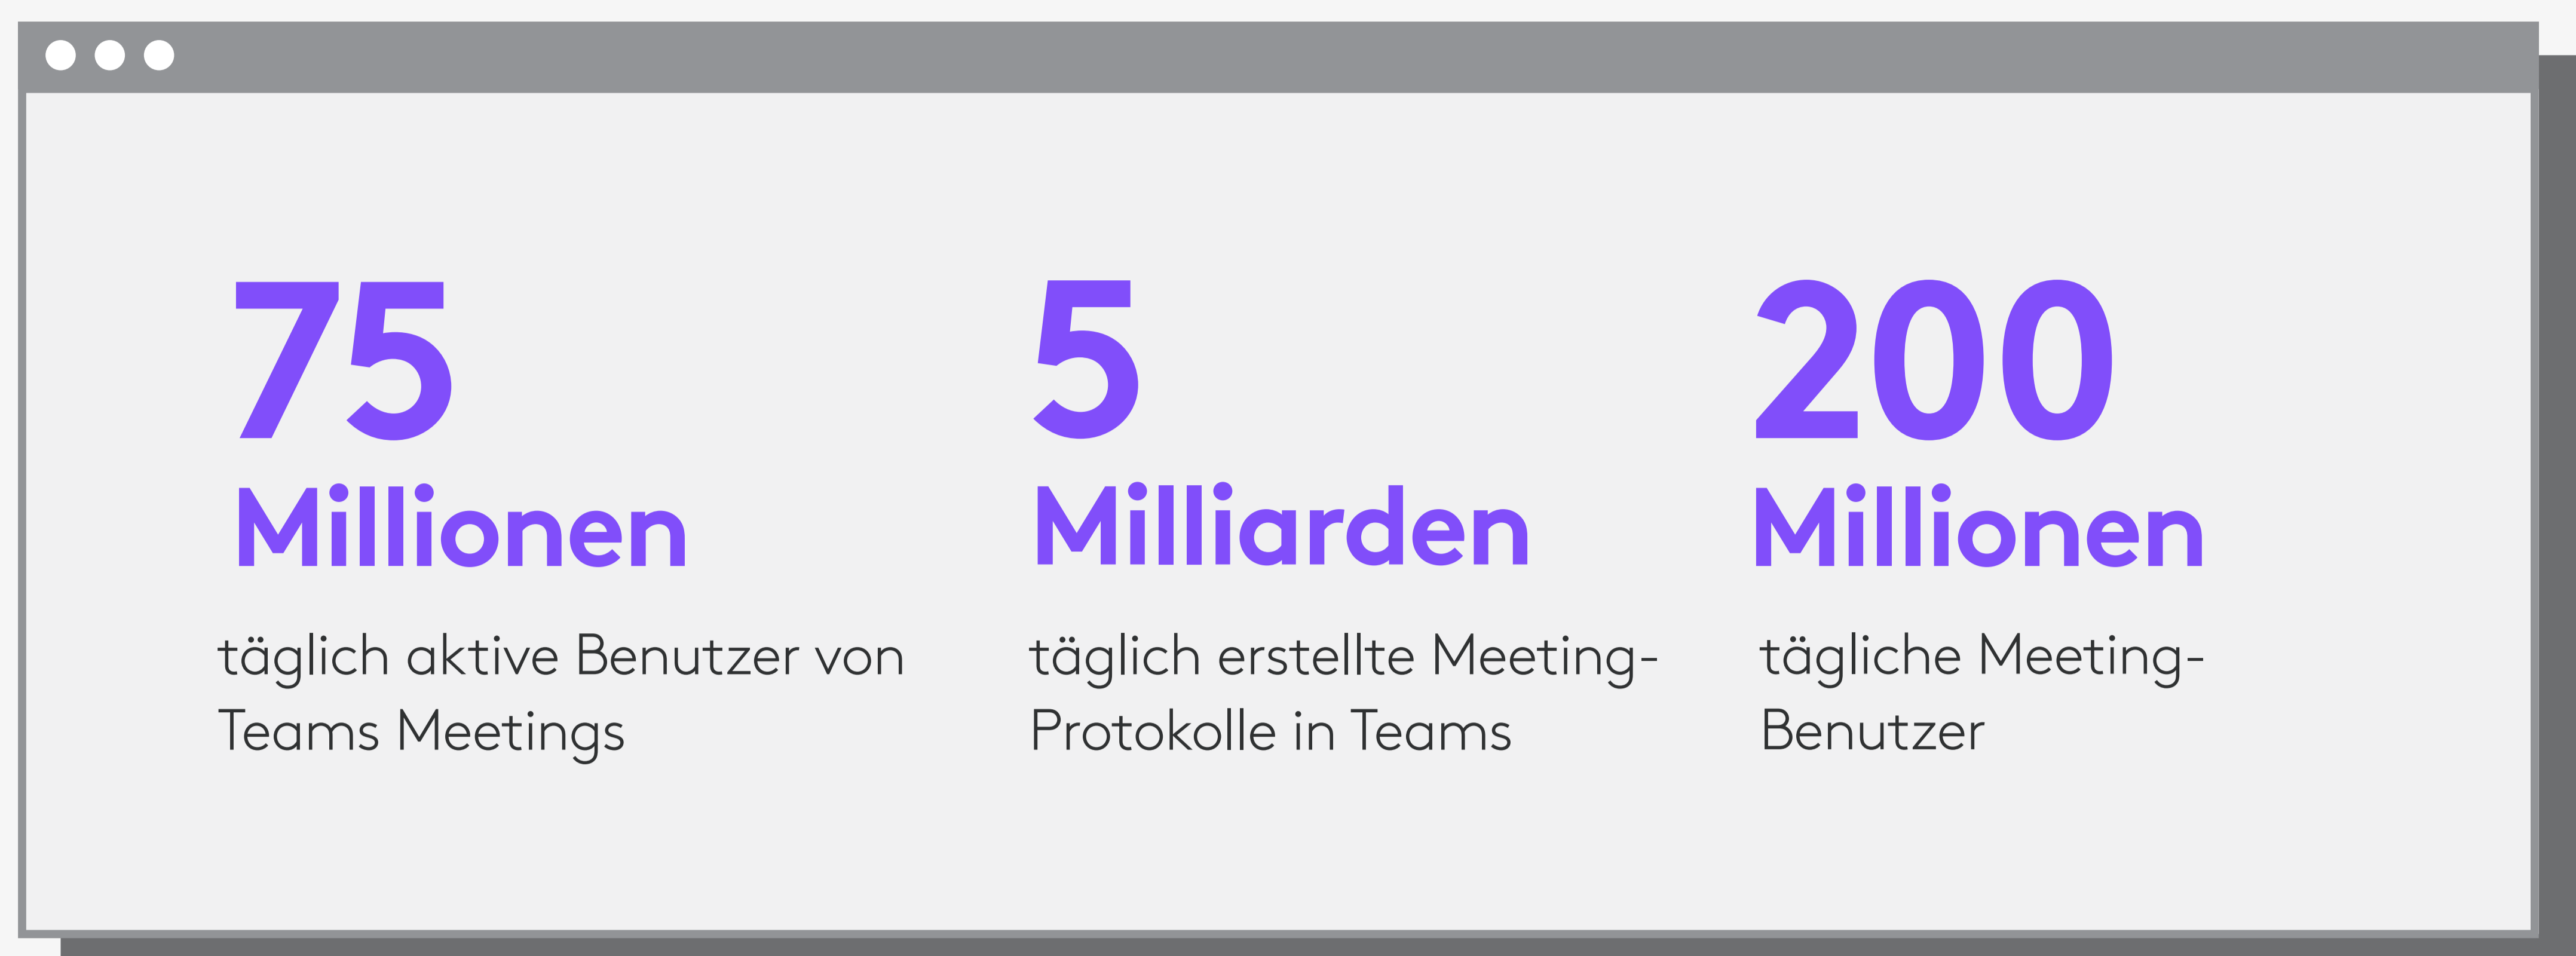 75
Millionen
täglich aktive Benutzer von
Teams Meetings
5
Milliarden
täglich erstellte Meeting-
Protokolle in Teams
200
Millionen
tägliche Meeting-
Benutzer